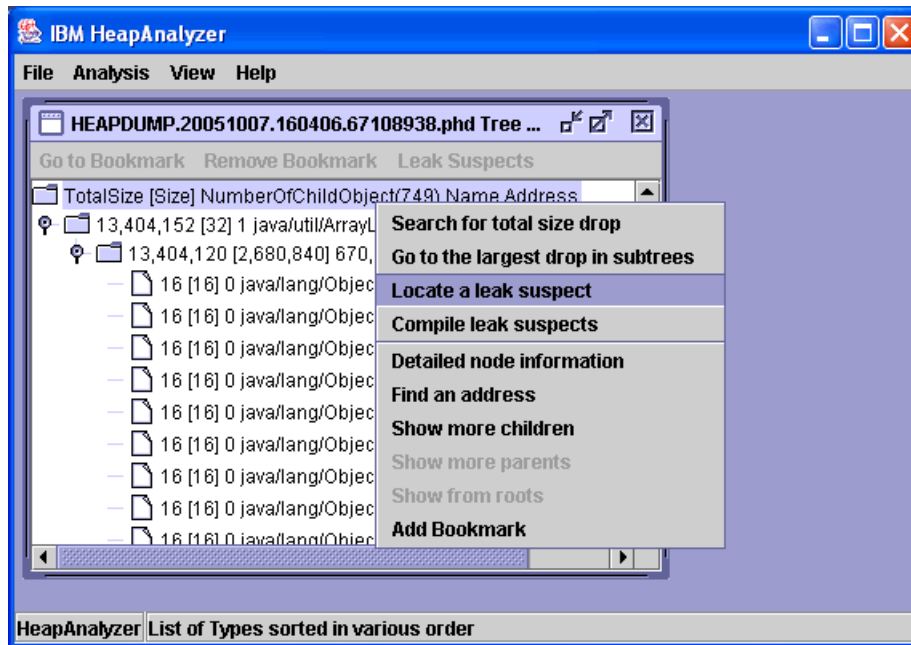 IBM HeapAnalyzer
File Analysis View Help
HEAPDUMP.20051007.160406.67108938.phd Tree ...
Go to Bookmark Remove Bookmark Leak Suspects
TotalSize [Size] NumberOfChildObject(749) Name Address
13,404,152 [32] 1 java/util/ArrayL
13,404,120 [2,680,840] 670,
16 [16] 0 java/lang/Objec
16 [16] 0 java/lang/Objec
16 [16] 0 java/lang/Objec
16 [16] 0 java/lang/Objec
16 [16] 0 java/lang/Objec
16 [16] 0 java/lang/Objec
16 [16] 0 java/lang/Objec
16 [16] 0 java/lang/Objec
16 [16] 0 java/lang/Objec
Search for total size drop
Go to the largest drop in subtrees
Locate a leak suspect
Compile leak suspects
Detailed node information
Find an address
Show more children
Show more parents
Show from roots
Add Bookmark
HeapAnalyzer List of Types sorted in various order